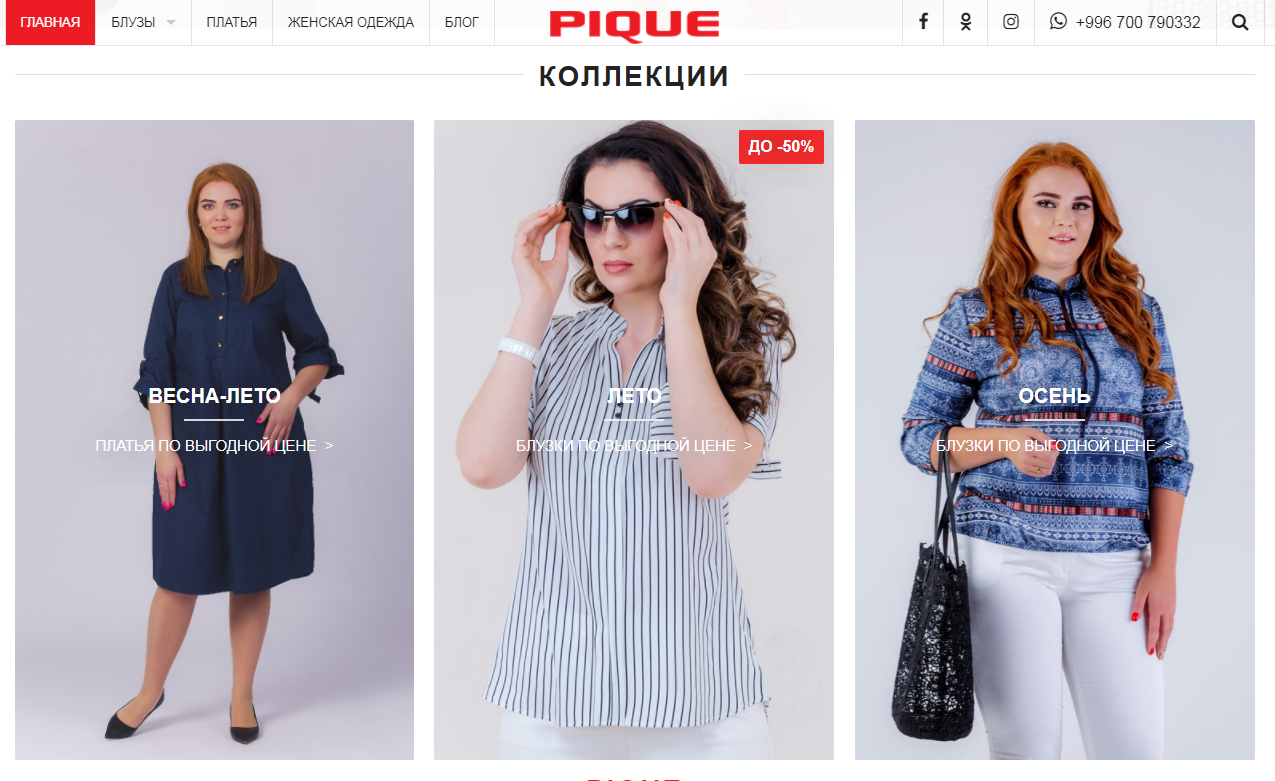 ГЛАВНАЯ БЛУЗЫ ПЛАТЬЯ ЖЕНСКАЯ ОДЕЖДА БЛОГ PIQUE +996 700 790332
КОЛЛЕКЦИИ
ДО -50%
ВЕСНА-ЛЕТО
ПЛАТЬЯ ПО ВЫГОДНОЙ ЦЕНЕ >
ЛЕТО
БЛУЗКИ ПО ВЫГОДНОЙ ЦЕНЕ >
ОСЕНЬ
БЛУЗКИ ПО ВЫГОДНОЙ ЦЕНЕ >